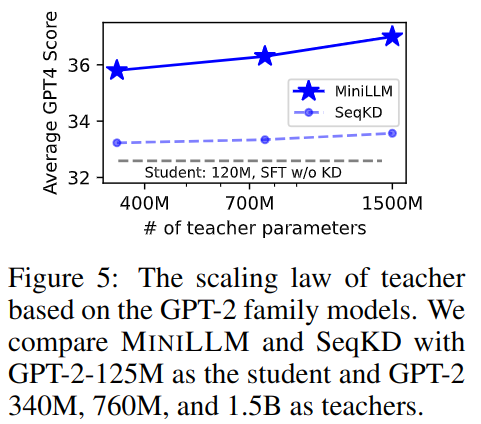 Average GPT4 Score
36
34
32
MiniLLM
SeqKD
Student: 120M, SFT w/o KD
400M 700M 1500M
# of teacher parameters
Figure 5: The scaling law of teacher
based on the GPT-2 family models. We
compare MINILLM and SeqKD with
GPT-2-125M as the student and GPT-2
340M, 760M, and 1.5B as teachers.